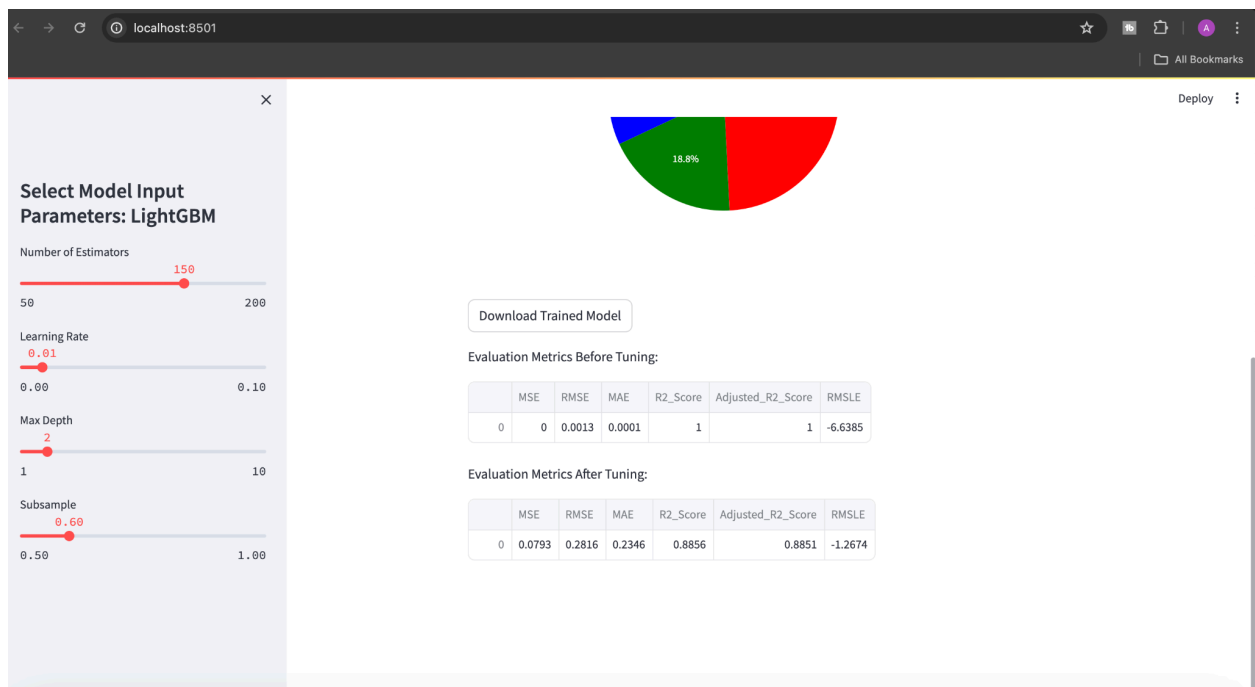 localhost:8501
All Bookmarks
A
Deploy
Select Model Input
Parameters: LightGBM
Number of Estimators
150
50 200
Learning Rate
0.01
0.00 0.10
Max Depth
2
1 10
Subsample
0.60
0.50 1.00
18.8%
Download Trained Model
Evaluation Metrics Before Tuning:
MSE RMSE MAE R2_Score Adjusted_R2_Score RMSLE
0 0 0.0013 0.0001 1 1 -6.6385
Evaluation Metrics After Tuning:
MSE RMSE MAE R2_Score Adjusted_R2_Score RMSLE
0 0.0793 0.2816 0.2346 0.8856 0.8851 -1.2674